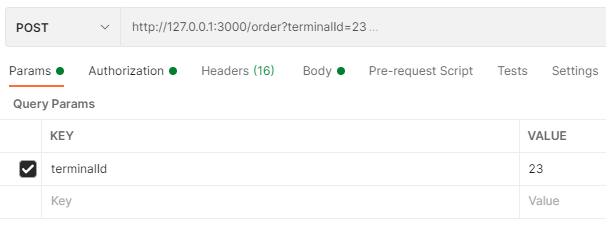 POST http://127.0.0.1:3000/order?terminalId=23 ...
Params Authorization Headers (16) Body Pre-request Script Tests Settings
Query Params
KEY VALUE
terminalId 23
Key Value